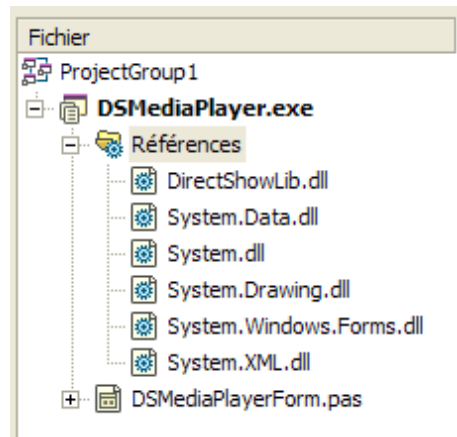 Fichier
ProjectGroup1
DSMediaPlayer.exe
Références
DirectShowLib.dll
System.Data.dll
System.dll
System.Drawing.dll
System.Windows.Forms.dll
System.XML.dll
DSMediaPlayerForm.pas